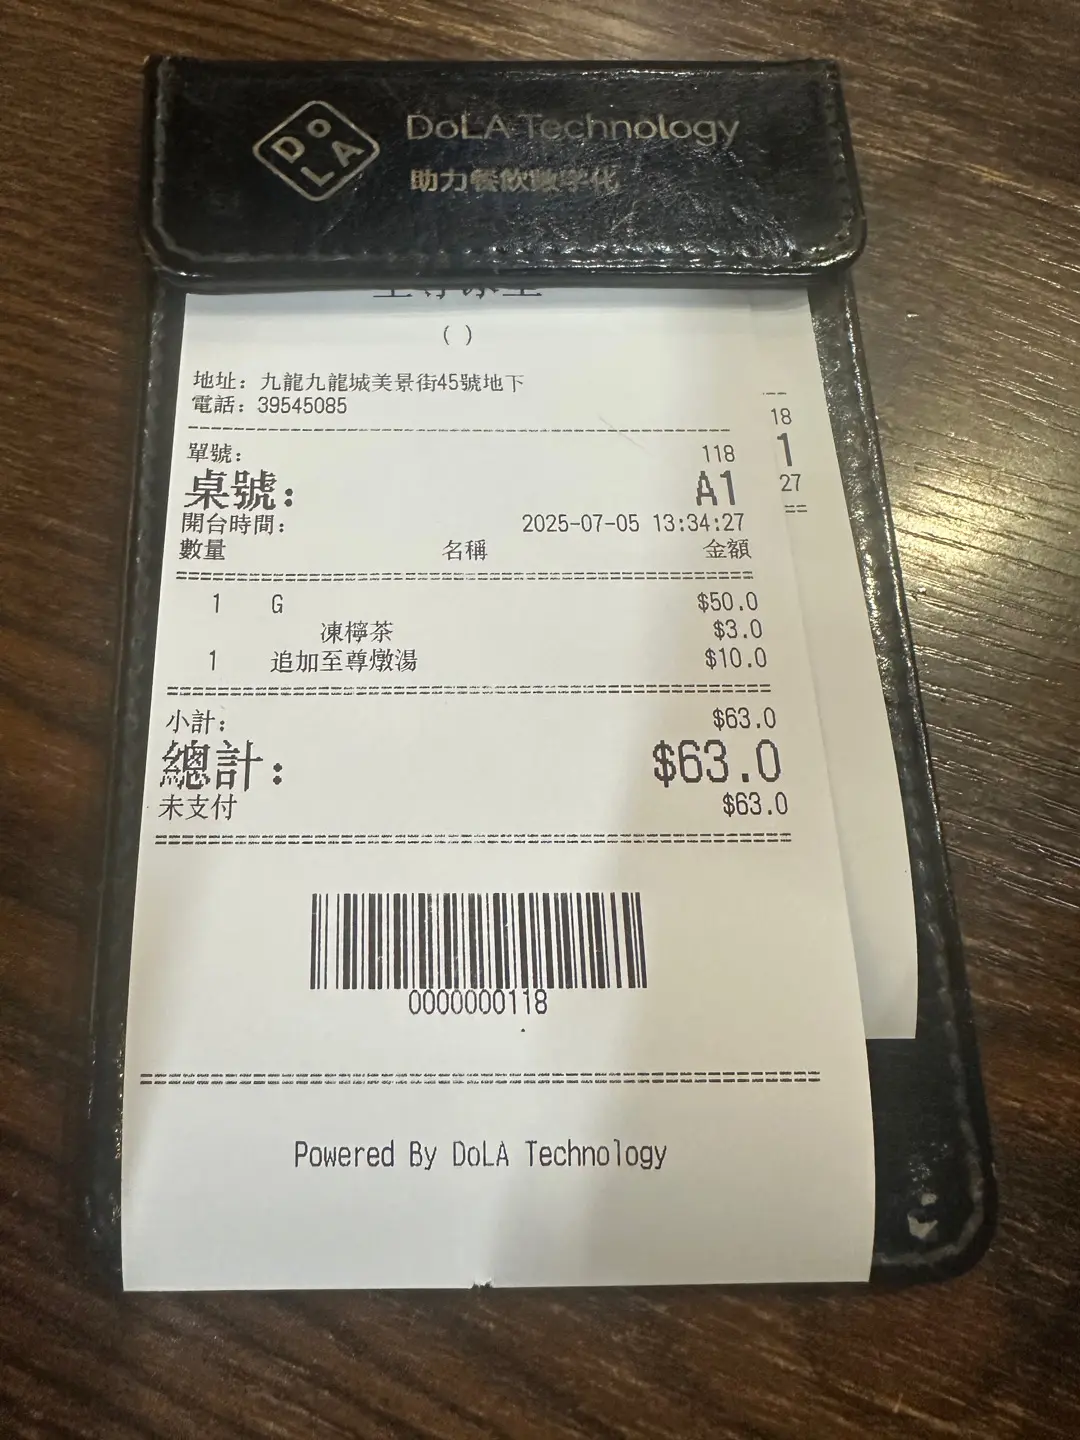 DoLA
DoLA Technology
助力餐飲數字化
( )
地址：九龍九龍城美景街45號地下
電話：39545085
單號： 118
桌號： A1
開台時間： 2025-07-05 13:34:27
數量 名稱 金額
1 G $50.0
凍檸茶 $3.0
1 追加至尊燉湯 $10.0
小計： $63.0
總計： $63.0
未支付 $63.0
0000000118
Powered By DoLA Technology
18
1
27